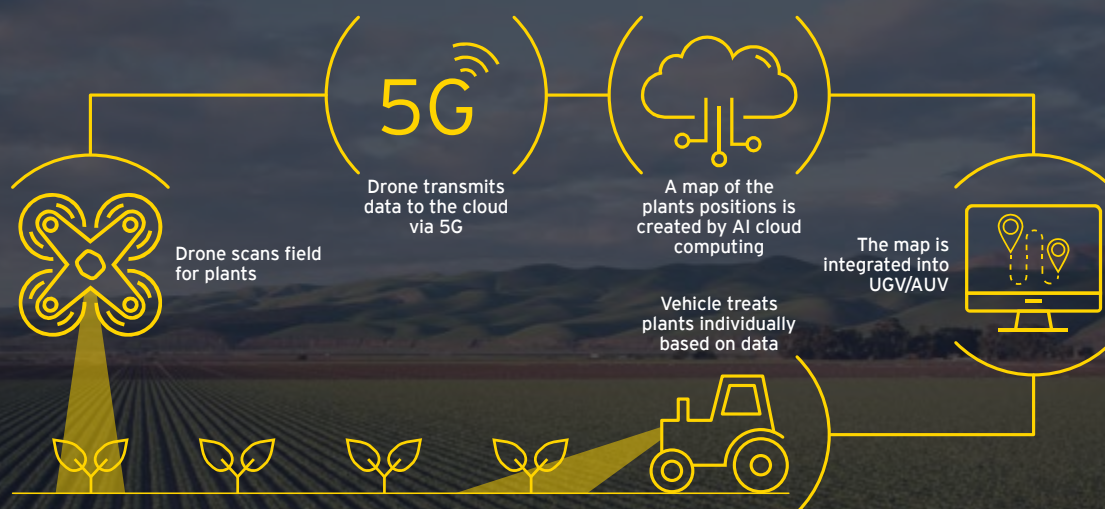 5G
Drone transmits
data to the cloud
via 5G
A map of the
plants positions is
created by AI cloud
computing
Drone scans field
for plants
The map is
integrated into
UGV/AUV
Vehicle treats
plants individually
based on data